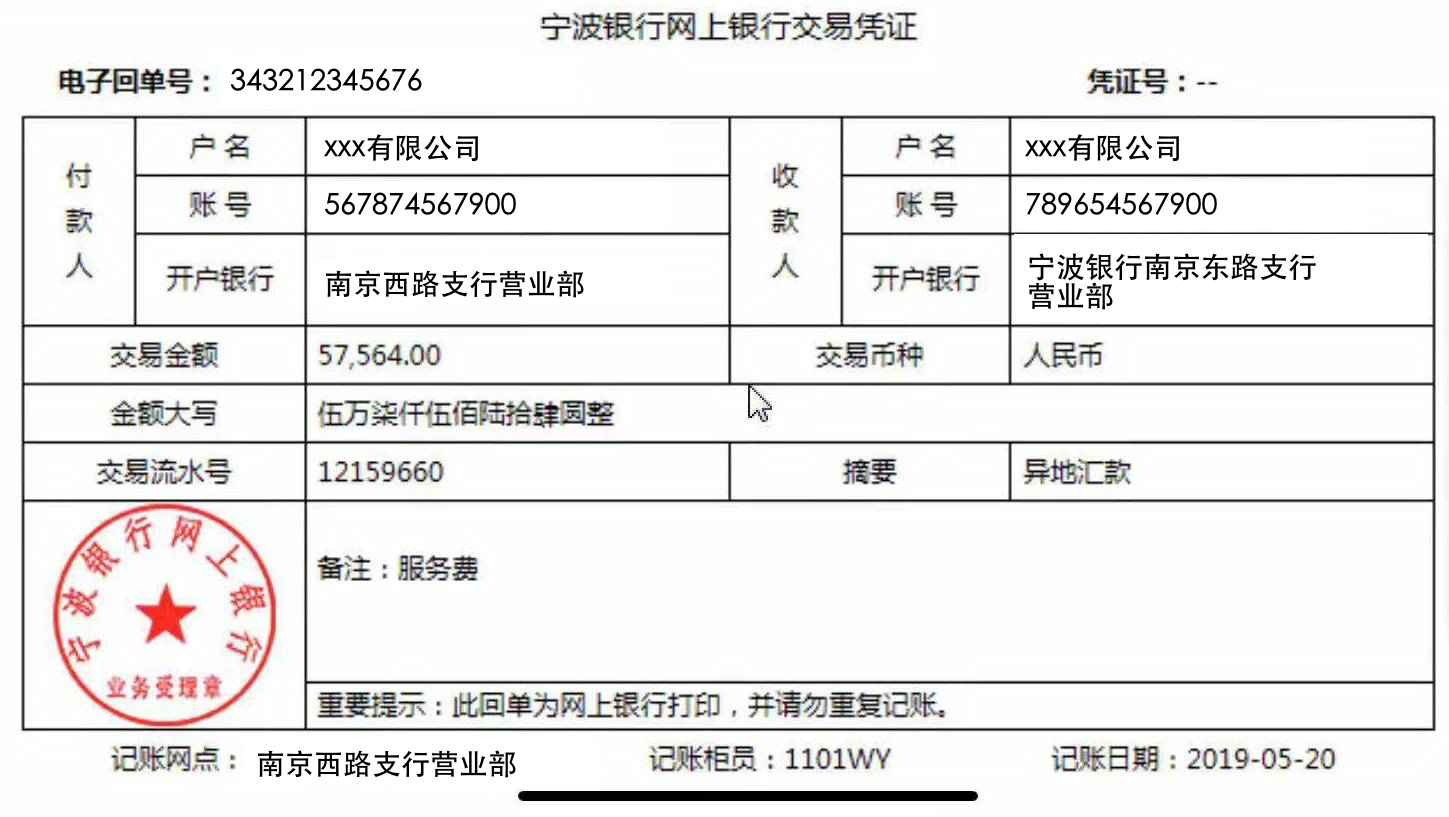 宁波银行网上银行交易凭证
电子回单号： 343212345676 凭证号：--
付款人 户 名 xxx有限公司 收款人 户 名 xxx有限公司
账 号 567874567900 账 号 789654567900
开户银行 南京西路支行营业部 开户银行 宁波银行南京东路支行
营业部
交易金额 57,564.00 交易币种 人民币
金额大写 伍万柒仟伍佰陆拾肆圆整
交易流水号 12159660 摘要 异地汇款
宁波银行网上银行
业务受理章
备注：服务费
重要提示：此回单为网上银行打印，并请勿重复记账。
记账网点： 南京西路支行营业部 记账柜员：1101WY 记账日期：2019-05-20